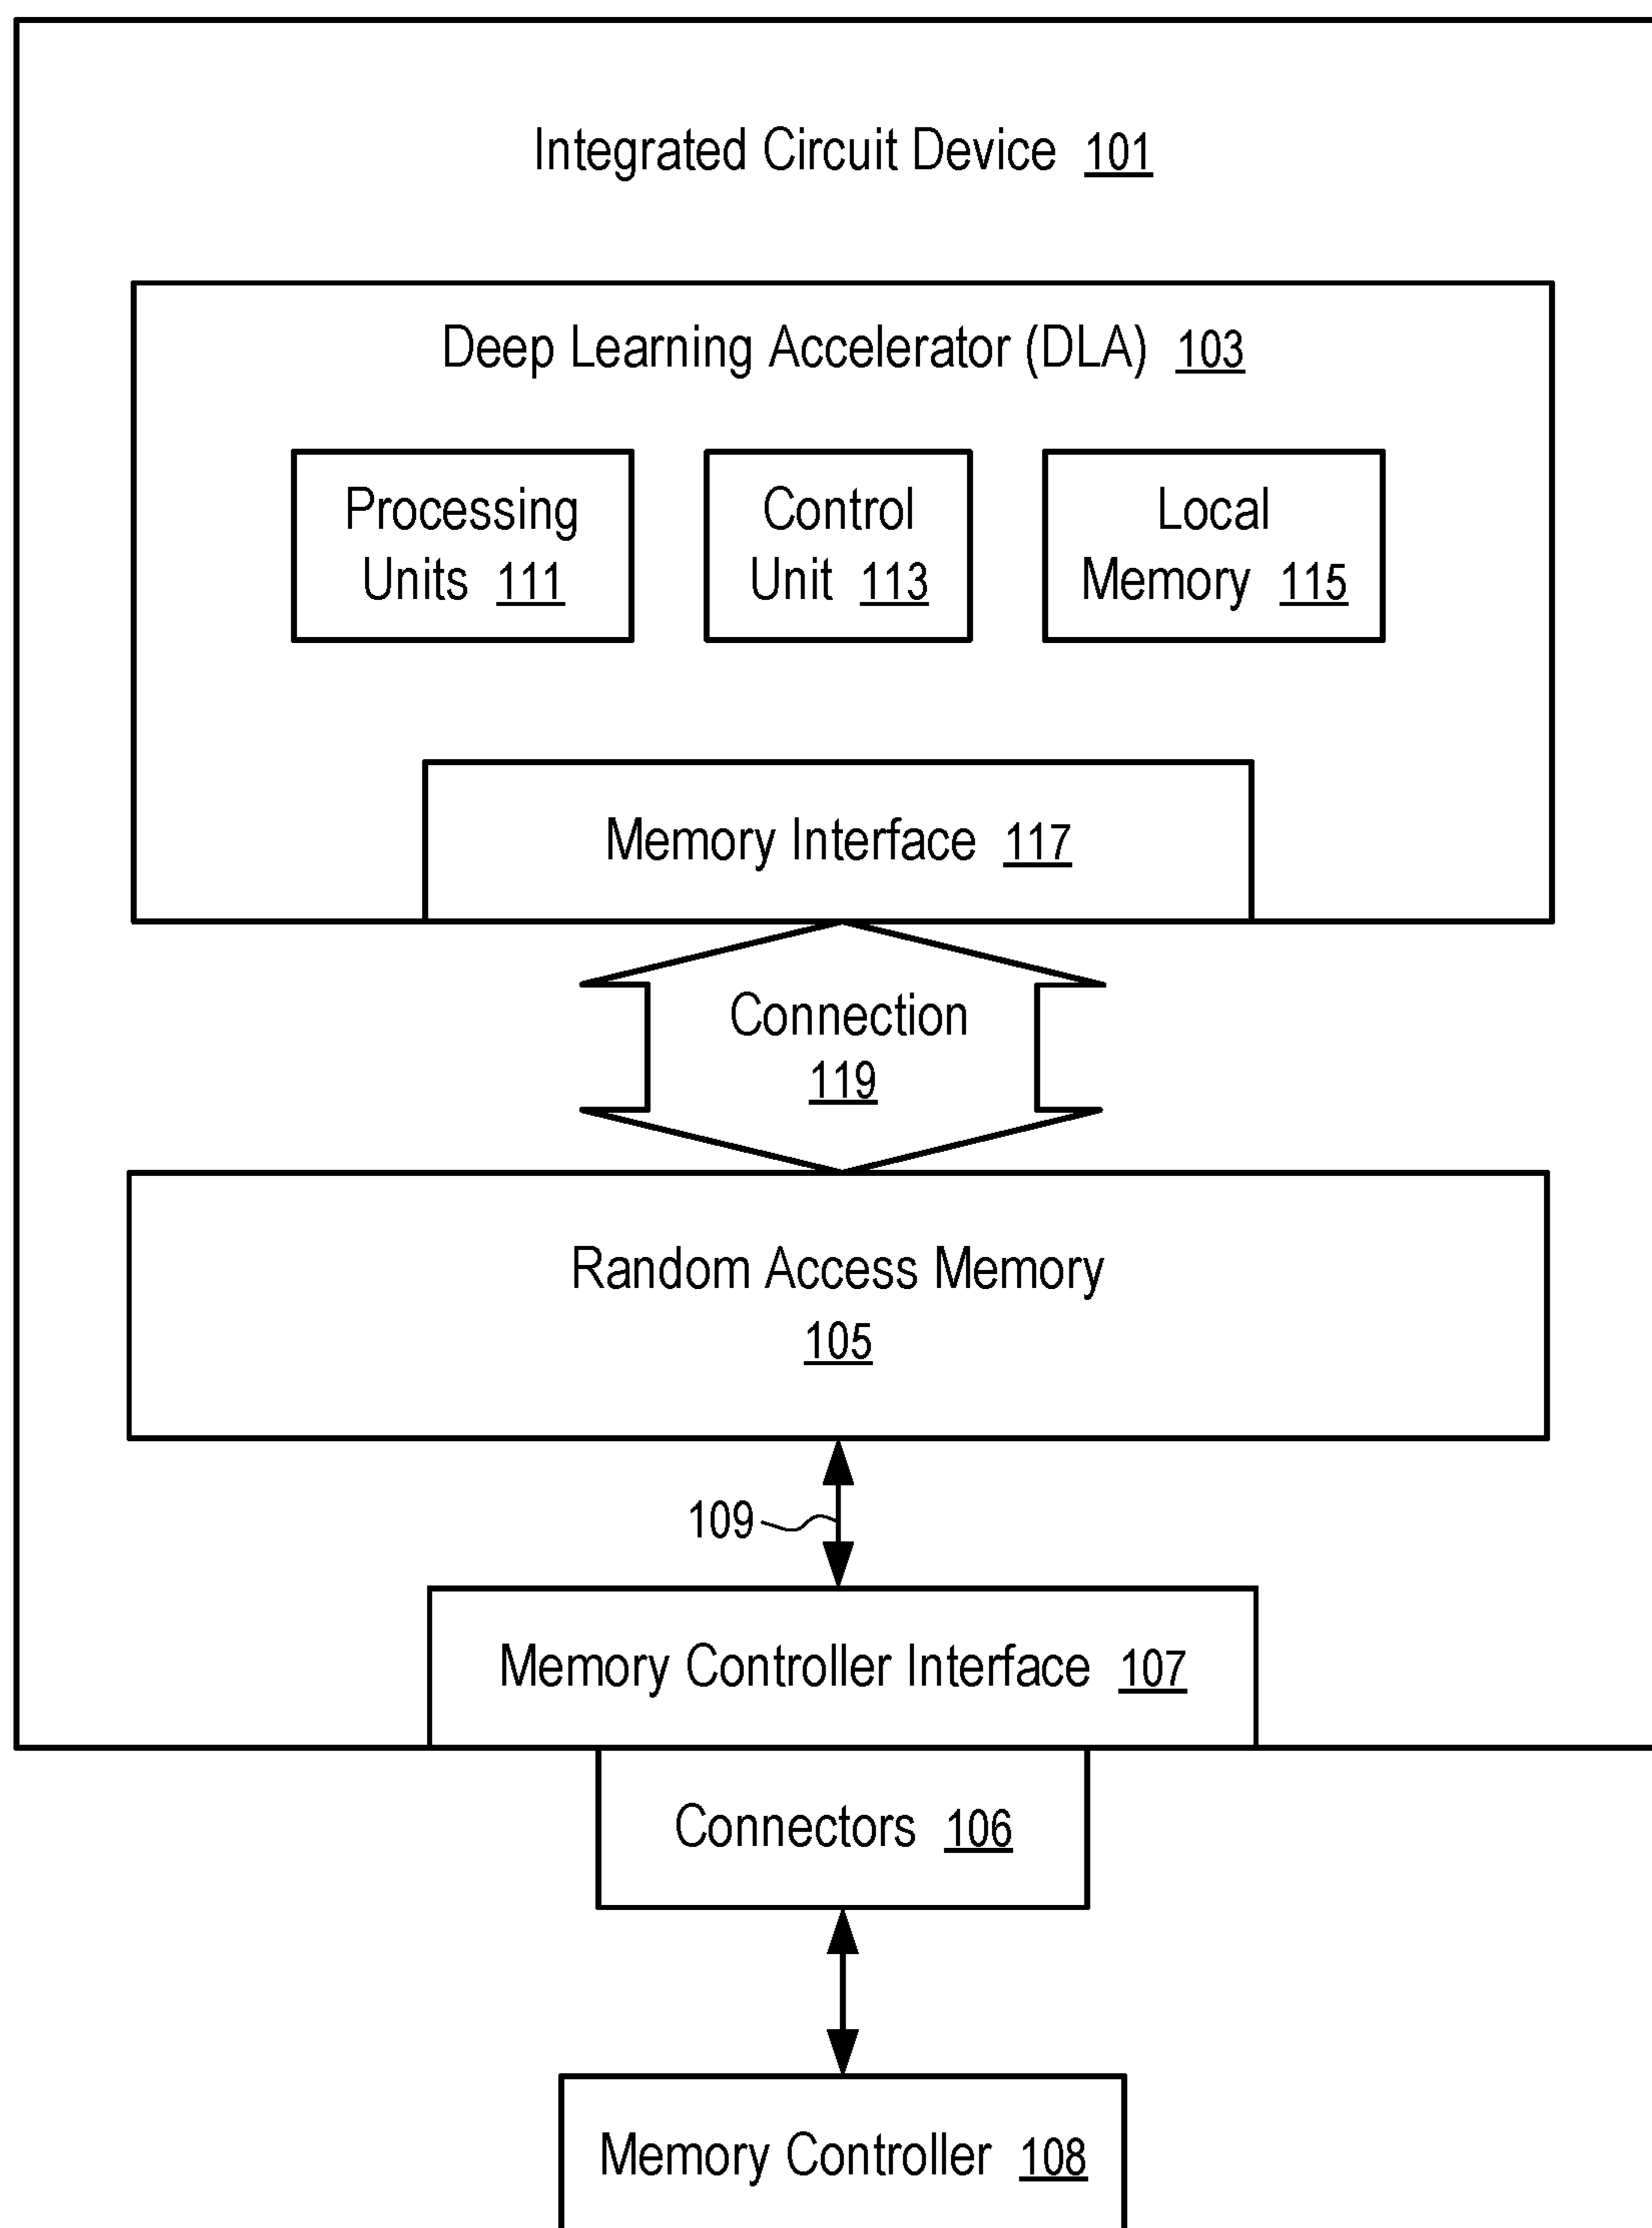 Integrated Circuit Device 101
Deep Learning Accelerator (DLA) 103
Processing
Units 111
Control
Unit 113
Local
Memory 115
Memory Interface 117
Connection
119
Random Access Memory
105
109
Memory Controller Interface 107
Connectors 106
Memory Controller 108